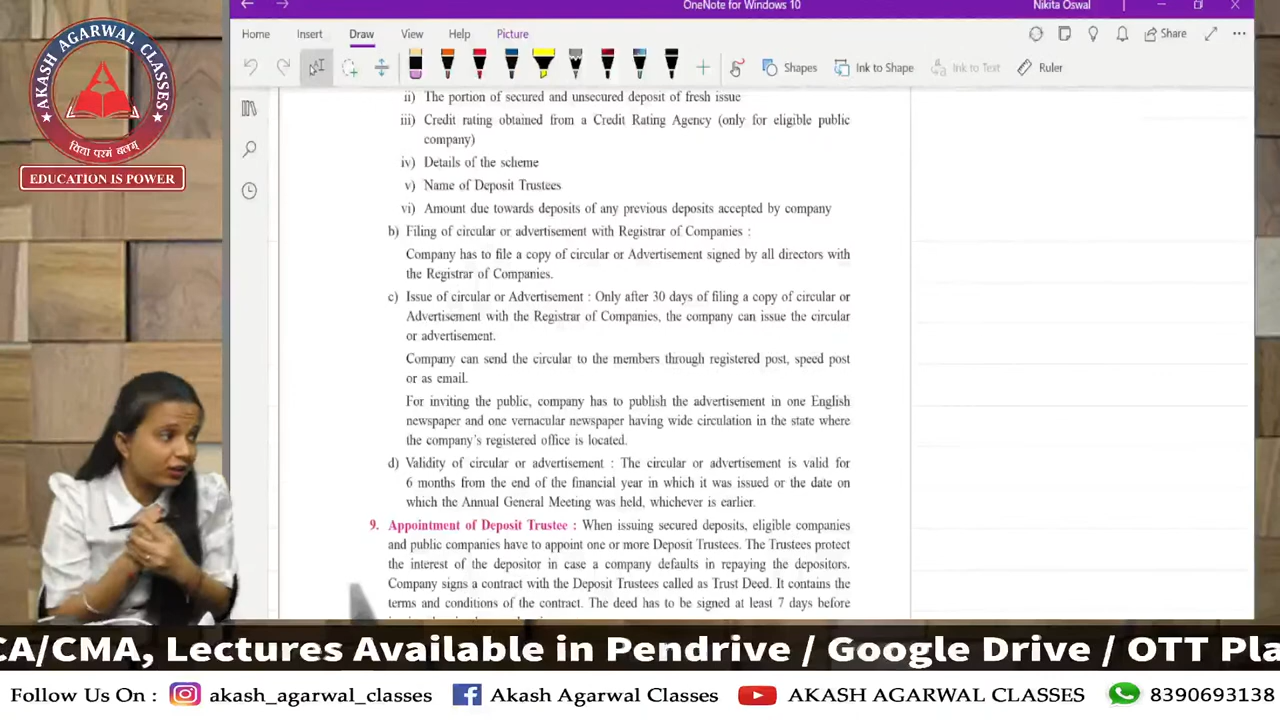 OneNote for Windows 10
Nikita Oswal
Home Insert Draw View Help Picture
Share
Shapes Ink to Shape Ink to Text Ruler
AKASH AGARWAL CLASSES
विद्या परमं बलम्
EDUCATION IS POWER
ii) The portion of secured and unsecured deposit of fresh issue
iii) Credit rating obtained from a Credit Rating Agency (only for eligible public
company)
iv) Details of the scheme
v) Name of Deposit Trustees
vi) Amount due towards deposits of any previous deposits accepted by company
b) Filing of circular or advertisement with Registrar of Companies :
Company has to file a copy of circular or Advertisement signed by all directors with
the Registrar of Companies.
c) Issue of circular or Advertisement : Only after 30 days of filing a copy of circular or
Advertisement with the Registrar of Companies, the company can issue the circular
or advertisement.
Company can send the circular to the members through registered post, speed post
or as email.
For inviting the public, company has to publish the advertisement in one English
newspaper and one vernacular newspaper having wide circulation in the state where
the company's registered office is located.
d) Validity of circular or advertisement : The circular or advertisement is valid for
6 months from the end of the financial year in which it was issued or the date on
which the Annual General Meeting was held, whichever is earlier.
9. Appointment of Deposit Trustee : When issuing secured deposits, eligible companies
and public companies have to appoint one or more Deposit Trustees. The Trustees protect
the interest of the depositor in case a company defaults in repaying the depositors.
Company signs a contract with the Deposit Trustees called as Trust Deed. It contains the
terms and conditions of the contract. The deed has to be signed at least 7 days before
CA/CMA, Lectures Available in Pendrive / Google Drive / OTT Pla
Follow Us On : akash_agarwal_classes Akash Agarwal Classes AKASH AGARWAL CLASSES 8390693138